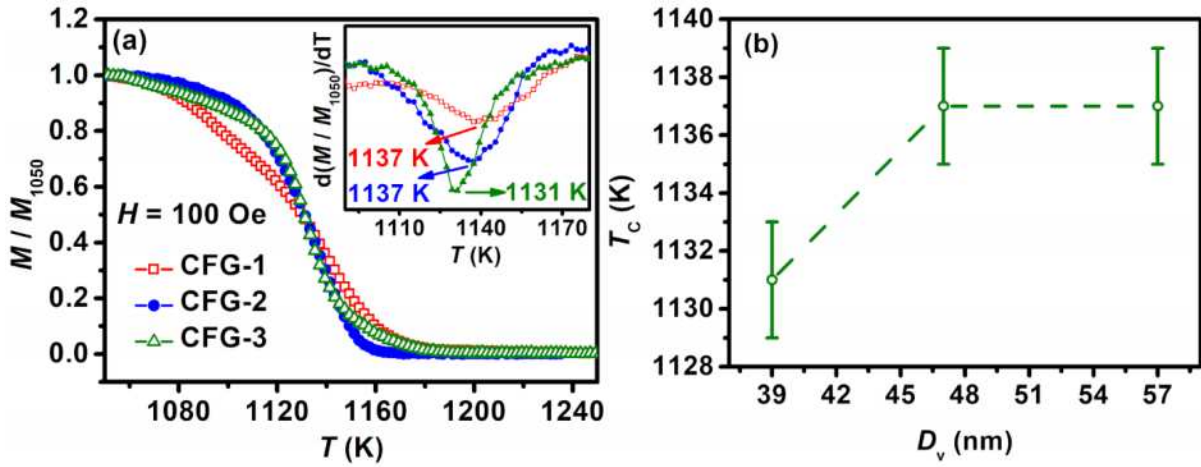 (a)
M / M1050
1.2
1.0
0.8
0.6
0.4
0.2
0.0
H = 100 Oe
CFG-1
CFG-2
CFG-3
1080 1120 1160 1200 1240
T (K)
d(M / M1050)/dT
1137 K
1137 K
1131 K
1110 1140 1170
T (K)
(b)
TC (K)
1140
1138
1136
1134
1132
1130
1128
39 42 45 48 51 54 57
Dv (nm)